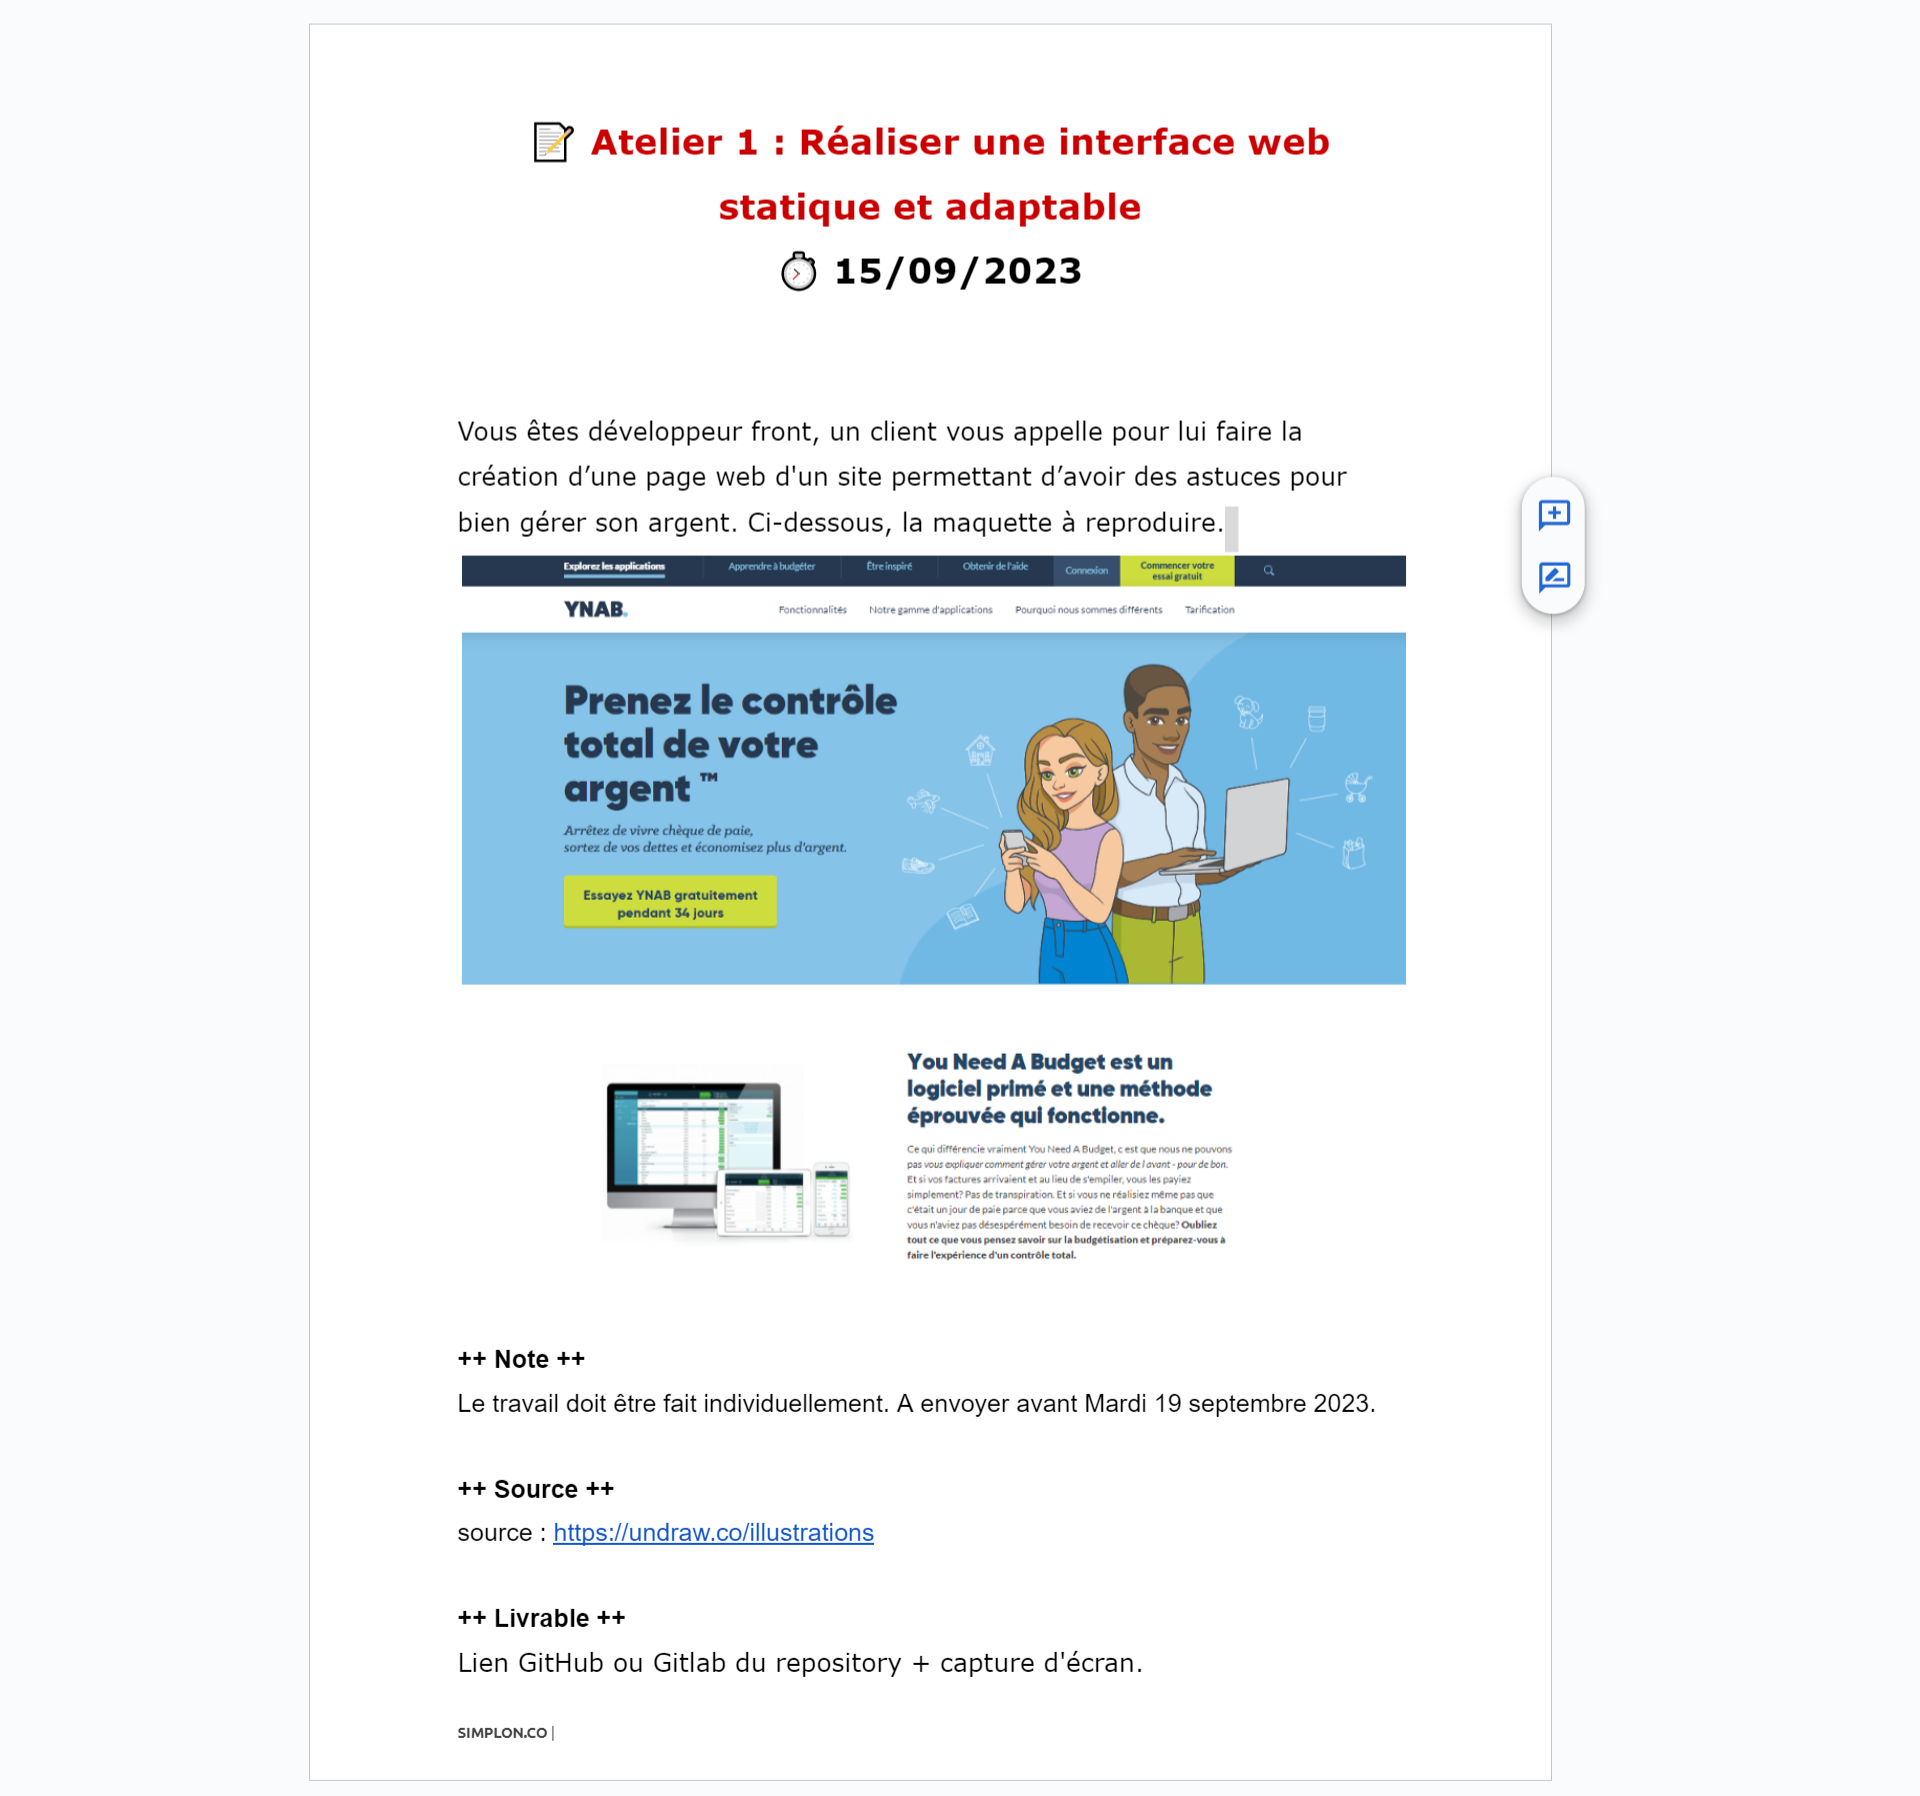 Atelier 1 : Réaliser une interface web
statique et adaptable
15/09/2023
Vous êtes développeur front, un client vous appelle pour lui faire la
création d’une page web d'un site permettant d’avoir des astuces pour
bien gérer son argent. Ci-dessous, la maquette à reproduire.
Explorez les applications Apprendre à budgéter Être inspiré Obtenir de l'aide Connexion Commencer votre
essai gratuit
YNAB. Fonctionnalités Notre gamme d'applications Pourquoi nous sommes différents Tarification
Prenez le contrôle
total de votre
argent ™
Arrêtez de vivre chèque de paie,
sortez de vos dettes et économisez plus d'argent.
Essayez YNAB gratuitement
pendant 34 jours
You Need A Budget est un
logiciel primé et une méthode
éprouvée qui fonctionne.
Ce qui différencie vraiment You Need A Budget, c est que nous ne pouvons
pas vous expliquer comment gérer votre argent et aller de l avant - pour de bon.
Et si vos factures arrivaient et au lieu de s'empiler, vous les payiez
simplement? Pas de transpiration. Et si vous ne réalisiez même pas que
c'était un jour de paie parce que vous aviez de l'argent à la banque et que
vous n'aviez pas désespérément besoin de recevoir ce chèque? Oubliez
tout ce que vous pensez savoir sur la budgétisation et préparez-vous à
faire l'expérience d'un contrôle total.
++ Note ++
Le travail doit être fait individuellement. A envoyer avant Mardi 19 septembre 2023.
++ Source ++
source : https://undraw.co/illustrations
++ Livrable ++
Lien GitHub ou Gitlab du repository + capture d'écran.
SIMPLON.CO |